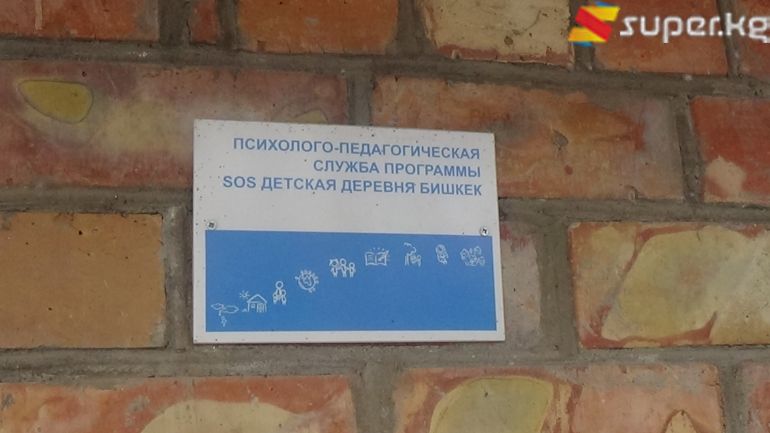 super.kg
ПСИХОЛОГО-ПЕДАГОГИЧЕСКАЯ
СЛУЖБА ПРОГРАММЫ
SOS ДЕТСКАЯ ДЕРЕВНЯ БИШКЕК